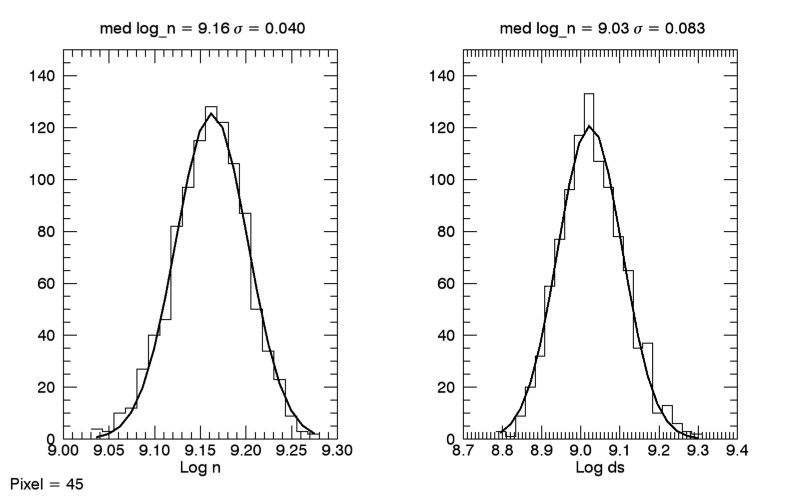 med log_n = 9.16 σ = 0.040
med log_n = 9.03 σ = 0.083
140
120
100
80
60
40
20
0
9.00 9.05 9.10 9.15 9.20 9.25 9.30
Log n
140
120
100
80
60
40
20
0
8.7 8.8 8.9 9.0 9.1 9.2 9.3 9.4
Log ds
Pixel = 45